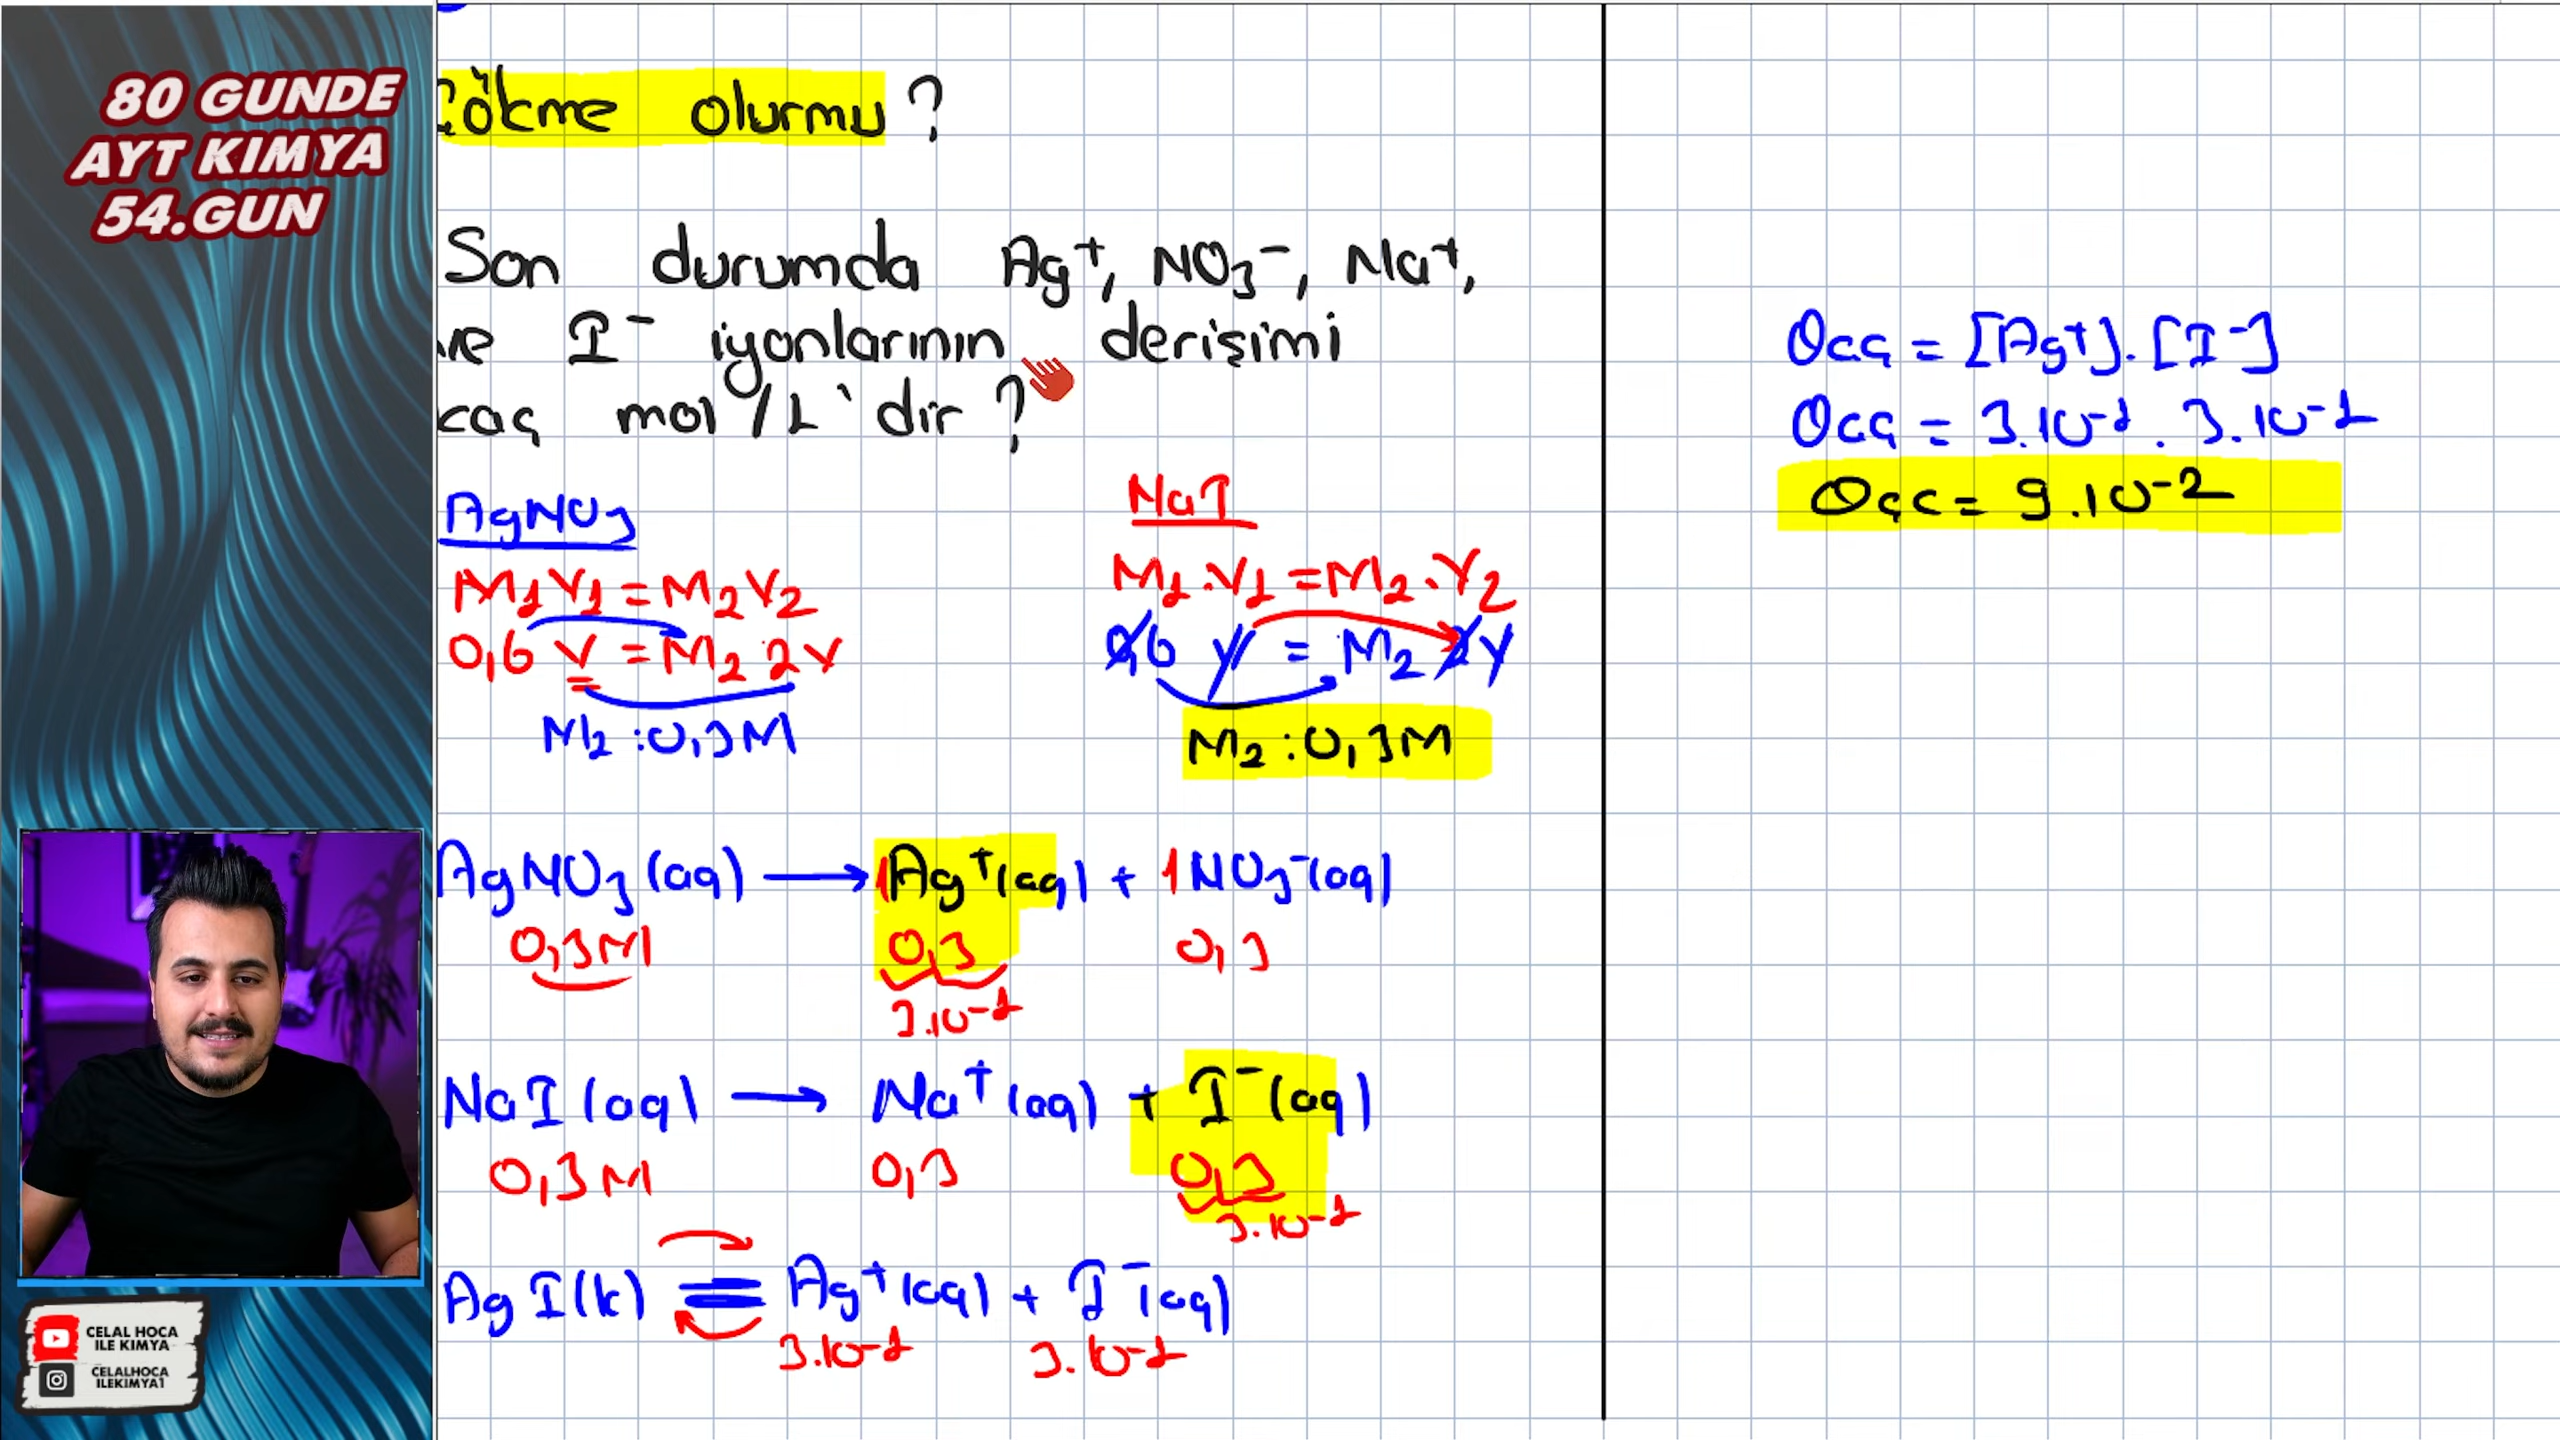 80 GUNDE
AYT KIMYA
54.GUN
Çökme olurmu?
Son durumda Ag⁺, NO₃⁻, Na⁺,
ve I⁻ iyonlarının derişimi
kaç mol/L'dir?
AgNO₃
M₁V₁=M₂V₂
0,6 V = M₂ 2V
M₂:0,3M
NaI
M₁.V₁=M₂.V₂
0,6 V = M₂ 2V
M₂:0,3M
AgNO₃(aq) → 1Ag⁺(aq) + 1NO₃⁻(aq)
0,3M 0,3 0,3
3.10⁻¹
NaI(aq) → Na⁺(aq) + I⁻(aq)
0,3M 0,3 0,3
3.10⁻¹
AgI(k) ⇌ Ag⁺(aq) + I⁻(aq)
3.10⁻¹ 3.10⁻¹
Qçç = [Ag⁺].[I⁻]
Qçç = 3.10⁻¹ . 3.10⁻¹
Qçç = 9.10⁻²
CELAL HOCA
ILE KIMYA
CELALHOCA
ILEKIMYA1